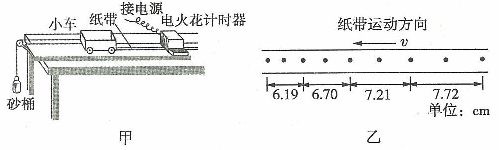 小车
纸带
接电源
电火花计时器
砂桶
甲
纸带运动方向
v
6.19 6.70 7.21 7.72
单位：cm
乙